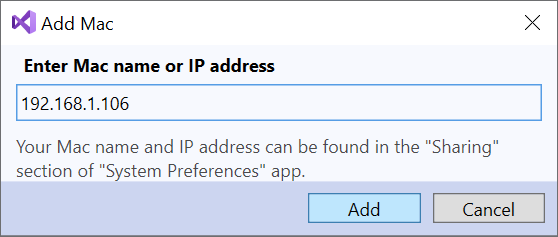 Add Mac
Enter Mac name or IP address
192.168.1.106
Your Mac name and IP address can be found in the "Sharing"
section of "System Preferences" app.
Add Cancel